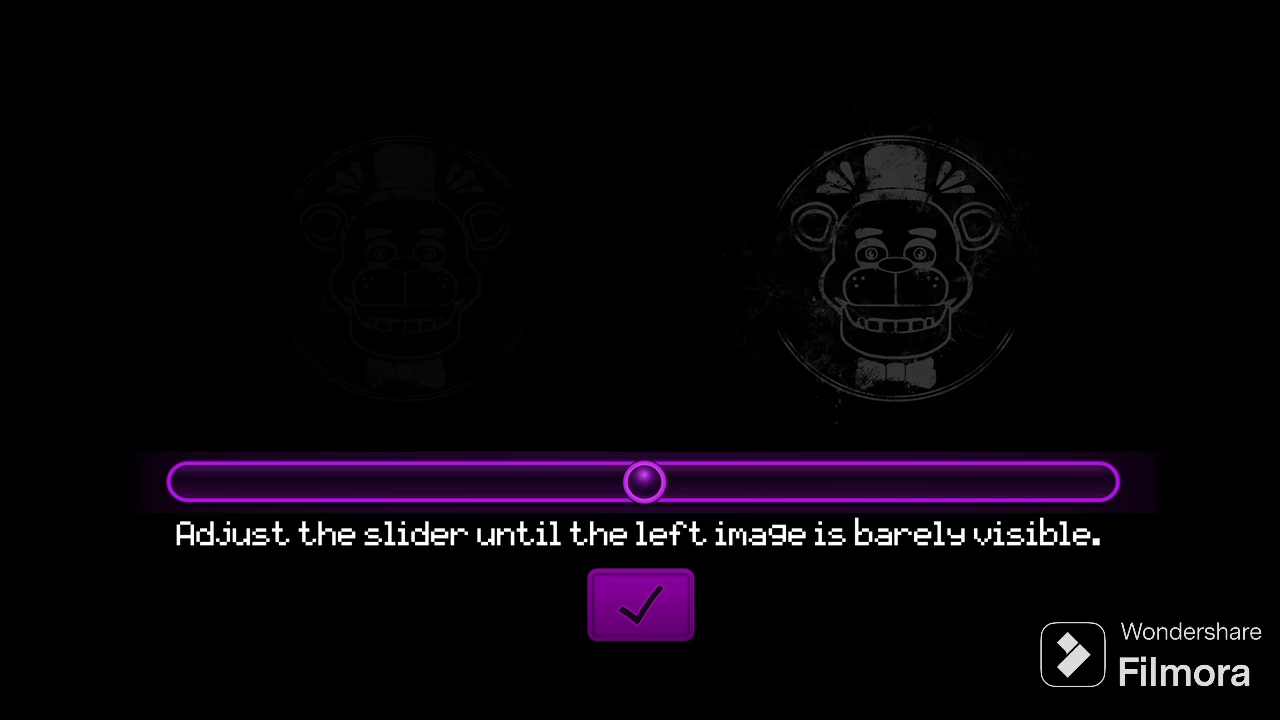 Adjust the slider until the left image is barely visible.
Wondershare
Filmora